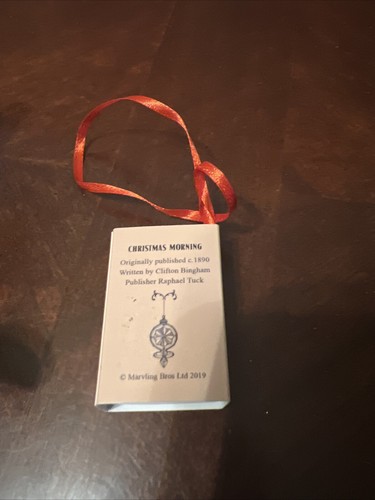 CHRISTMAS MORNING
Originally published c.1890
Written by Clifton Bingham
Publisher Raphael Tuck
© Marvling Bros Ltd 2019